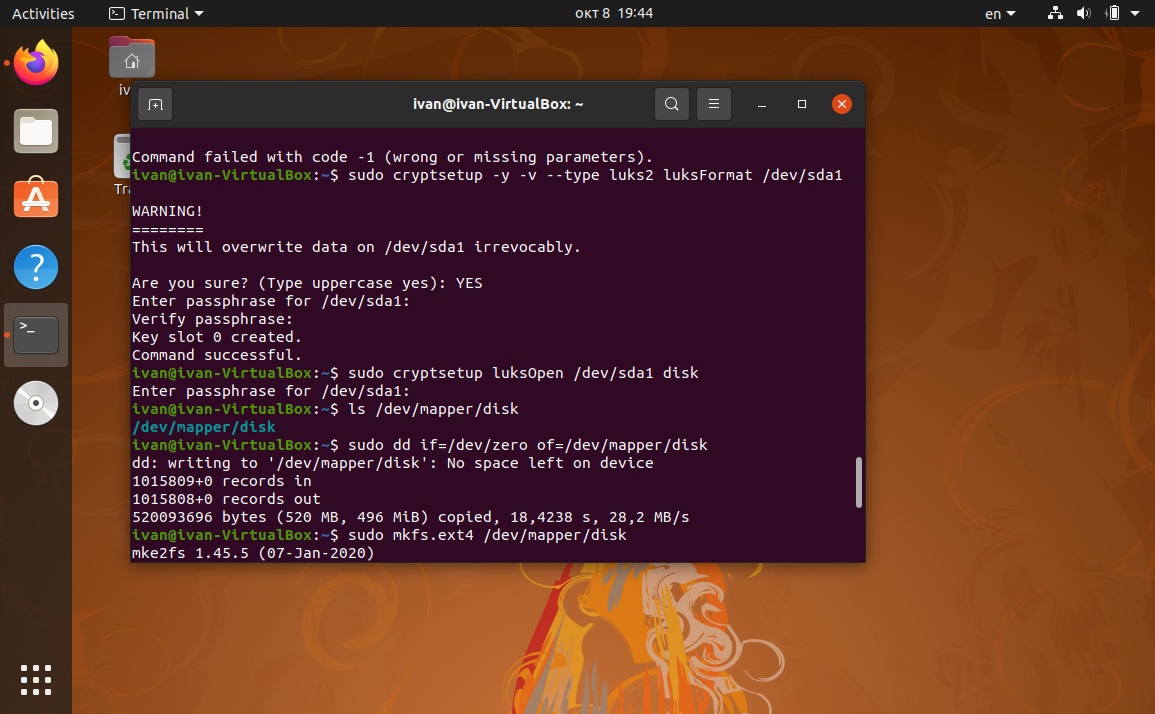 Activities
Terminal
окт 8 19:44
en
iv
Tra
ivan@ivan-VirtualBox: ~
Command failed with code -1 (wrong or missing parameters).
ivan@ivan-VirtualBox:~$ sudo cryptsetup -y -v --type luks2 luksFormat /dev/sda1
WARNING!
========
This will overwrite data on /dev/sda1 irrevocably.
Are you sure? (Type uppercase yes): YES
Enter passphrase for /dev/sda1:
Verify passphrase:
Key slot 0 created.
Command successful.
ivan@ivan-VirtualBox:~$ sudo cryptsetup luksOpen /dev/sda1 disk
Enter passphrase for /dev/sda1:
ivan@ivan-VirtualBox:~$ ls /dev/mapper/disk
/dev/mapper/disk
ivan@ivan-VirtualBox:~$ sudo dd if=/dev/zero of=/dev/mapper/disk
dd: writing to '/dev/mapper/disk': No space left on device
1015809+0 records in
1015808+0 records out
520093696 bytes (520 MB, 496 MiB) copied, 18,4238 s, 28,2 MB/s
ivan@ivan-VirtualBox:~$ sudo mkfs.ext4 /dev/mapper/disk
mke2fs 1.45.5 (07-Jan-2020)